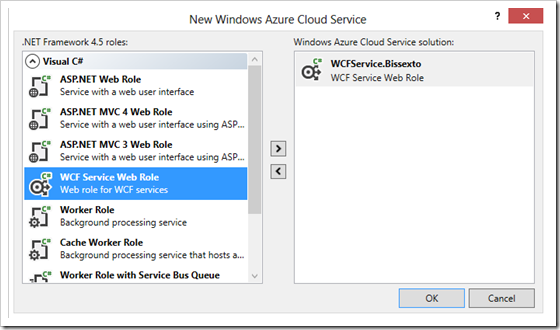 New Windows Azure Cloud Service
?
.NET Framework 4.5 roles:
Visual C#
ASP.NET Web Role
Service with a web user interface
ASP.NET MVC 4 Web Role
Service with a web user interface using ASP...
ASP.NET MVC 3 Web Role
Service with a web user interface using ASP...
WCF Service Web Role
Web role for WCF services
Worker Role
Background processing service
Cache Worker Role
Background processing service that hosts a...
Worker Role with Service Bus Queue
Windows Azure Cloud Service solution:
WCFService.Bissexto
WCF Service Web Role
OK
Cancel